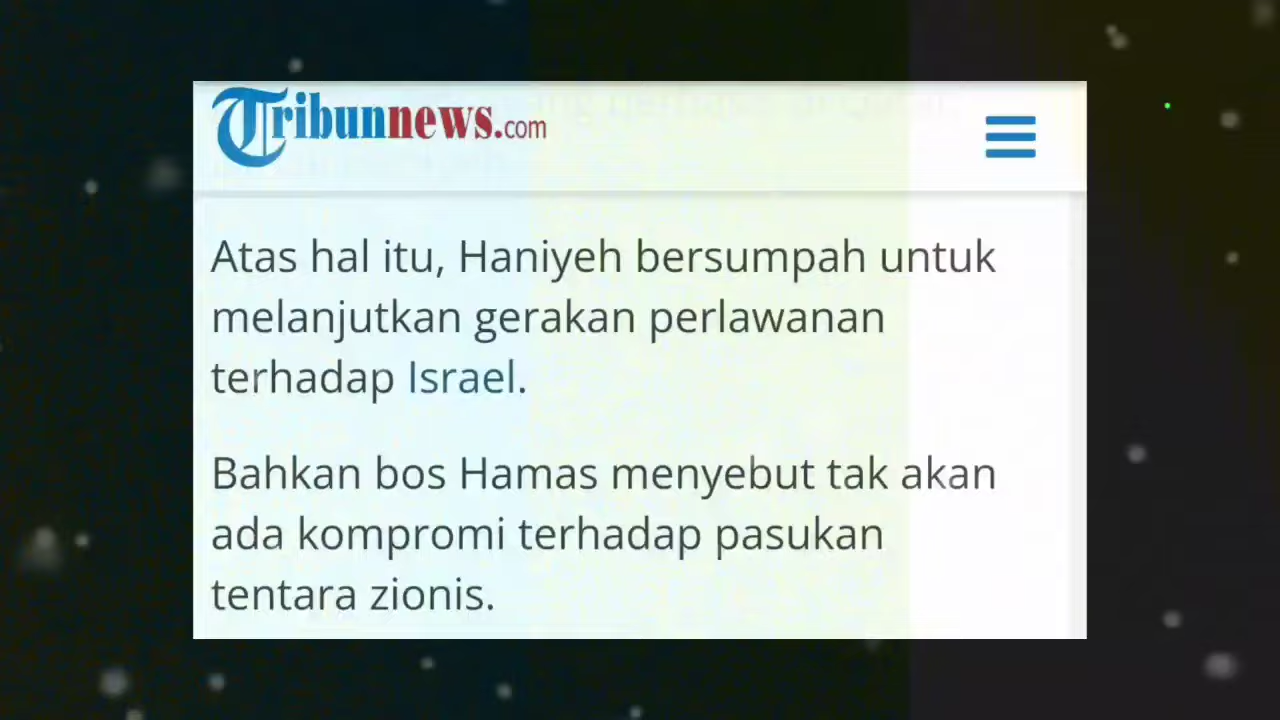 Tribunnews.com
Atas hal itu, Haniyeh bersumpah untuk
melanjutkan gerakan perlawanan
terhadap Israel.
Bahkan bos Hamas menyebut tak akan
ada kompromi terhadap pasukan
tentara zionis.